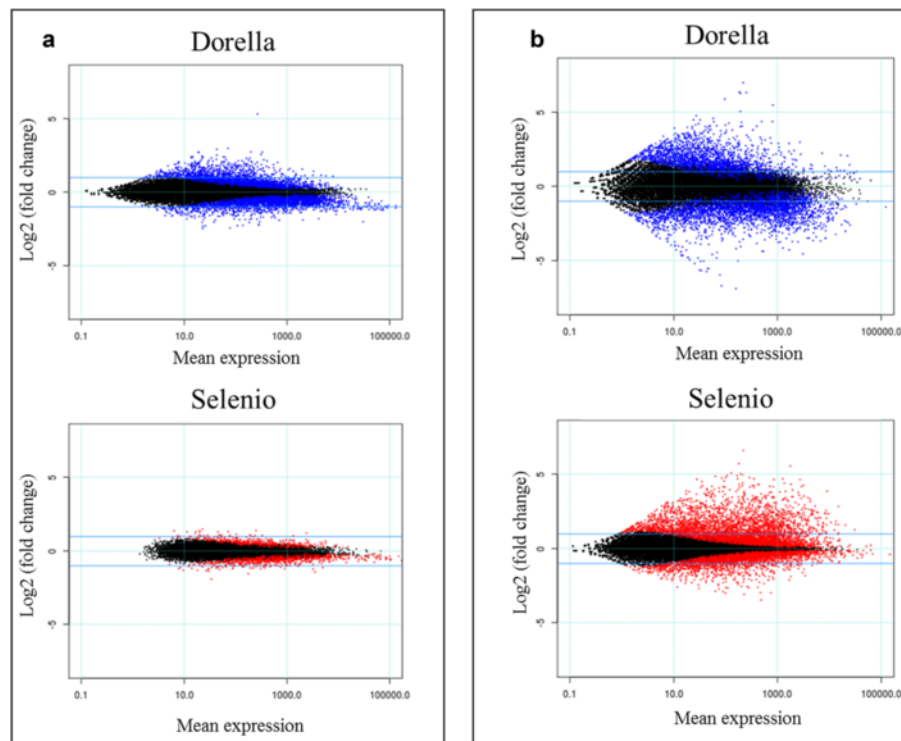 a
Dorella
Log2 (fold change)
5
0
-5
0.1
10.0
1000.0
100000.0
Mean expression
Selenio
Log2 (fold change)
5
0
-5
0.1
10.0
1000.0
100000.0
Mean expression
b
Dorella
Log2 (fold change)
5
0
-5
0.1
10.0
1000.0
100000.0
Mean expression
Selenio
Log2 (fold change)
5
0
-5
0.1
10.0
1000.0
100000.0
Mean expression